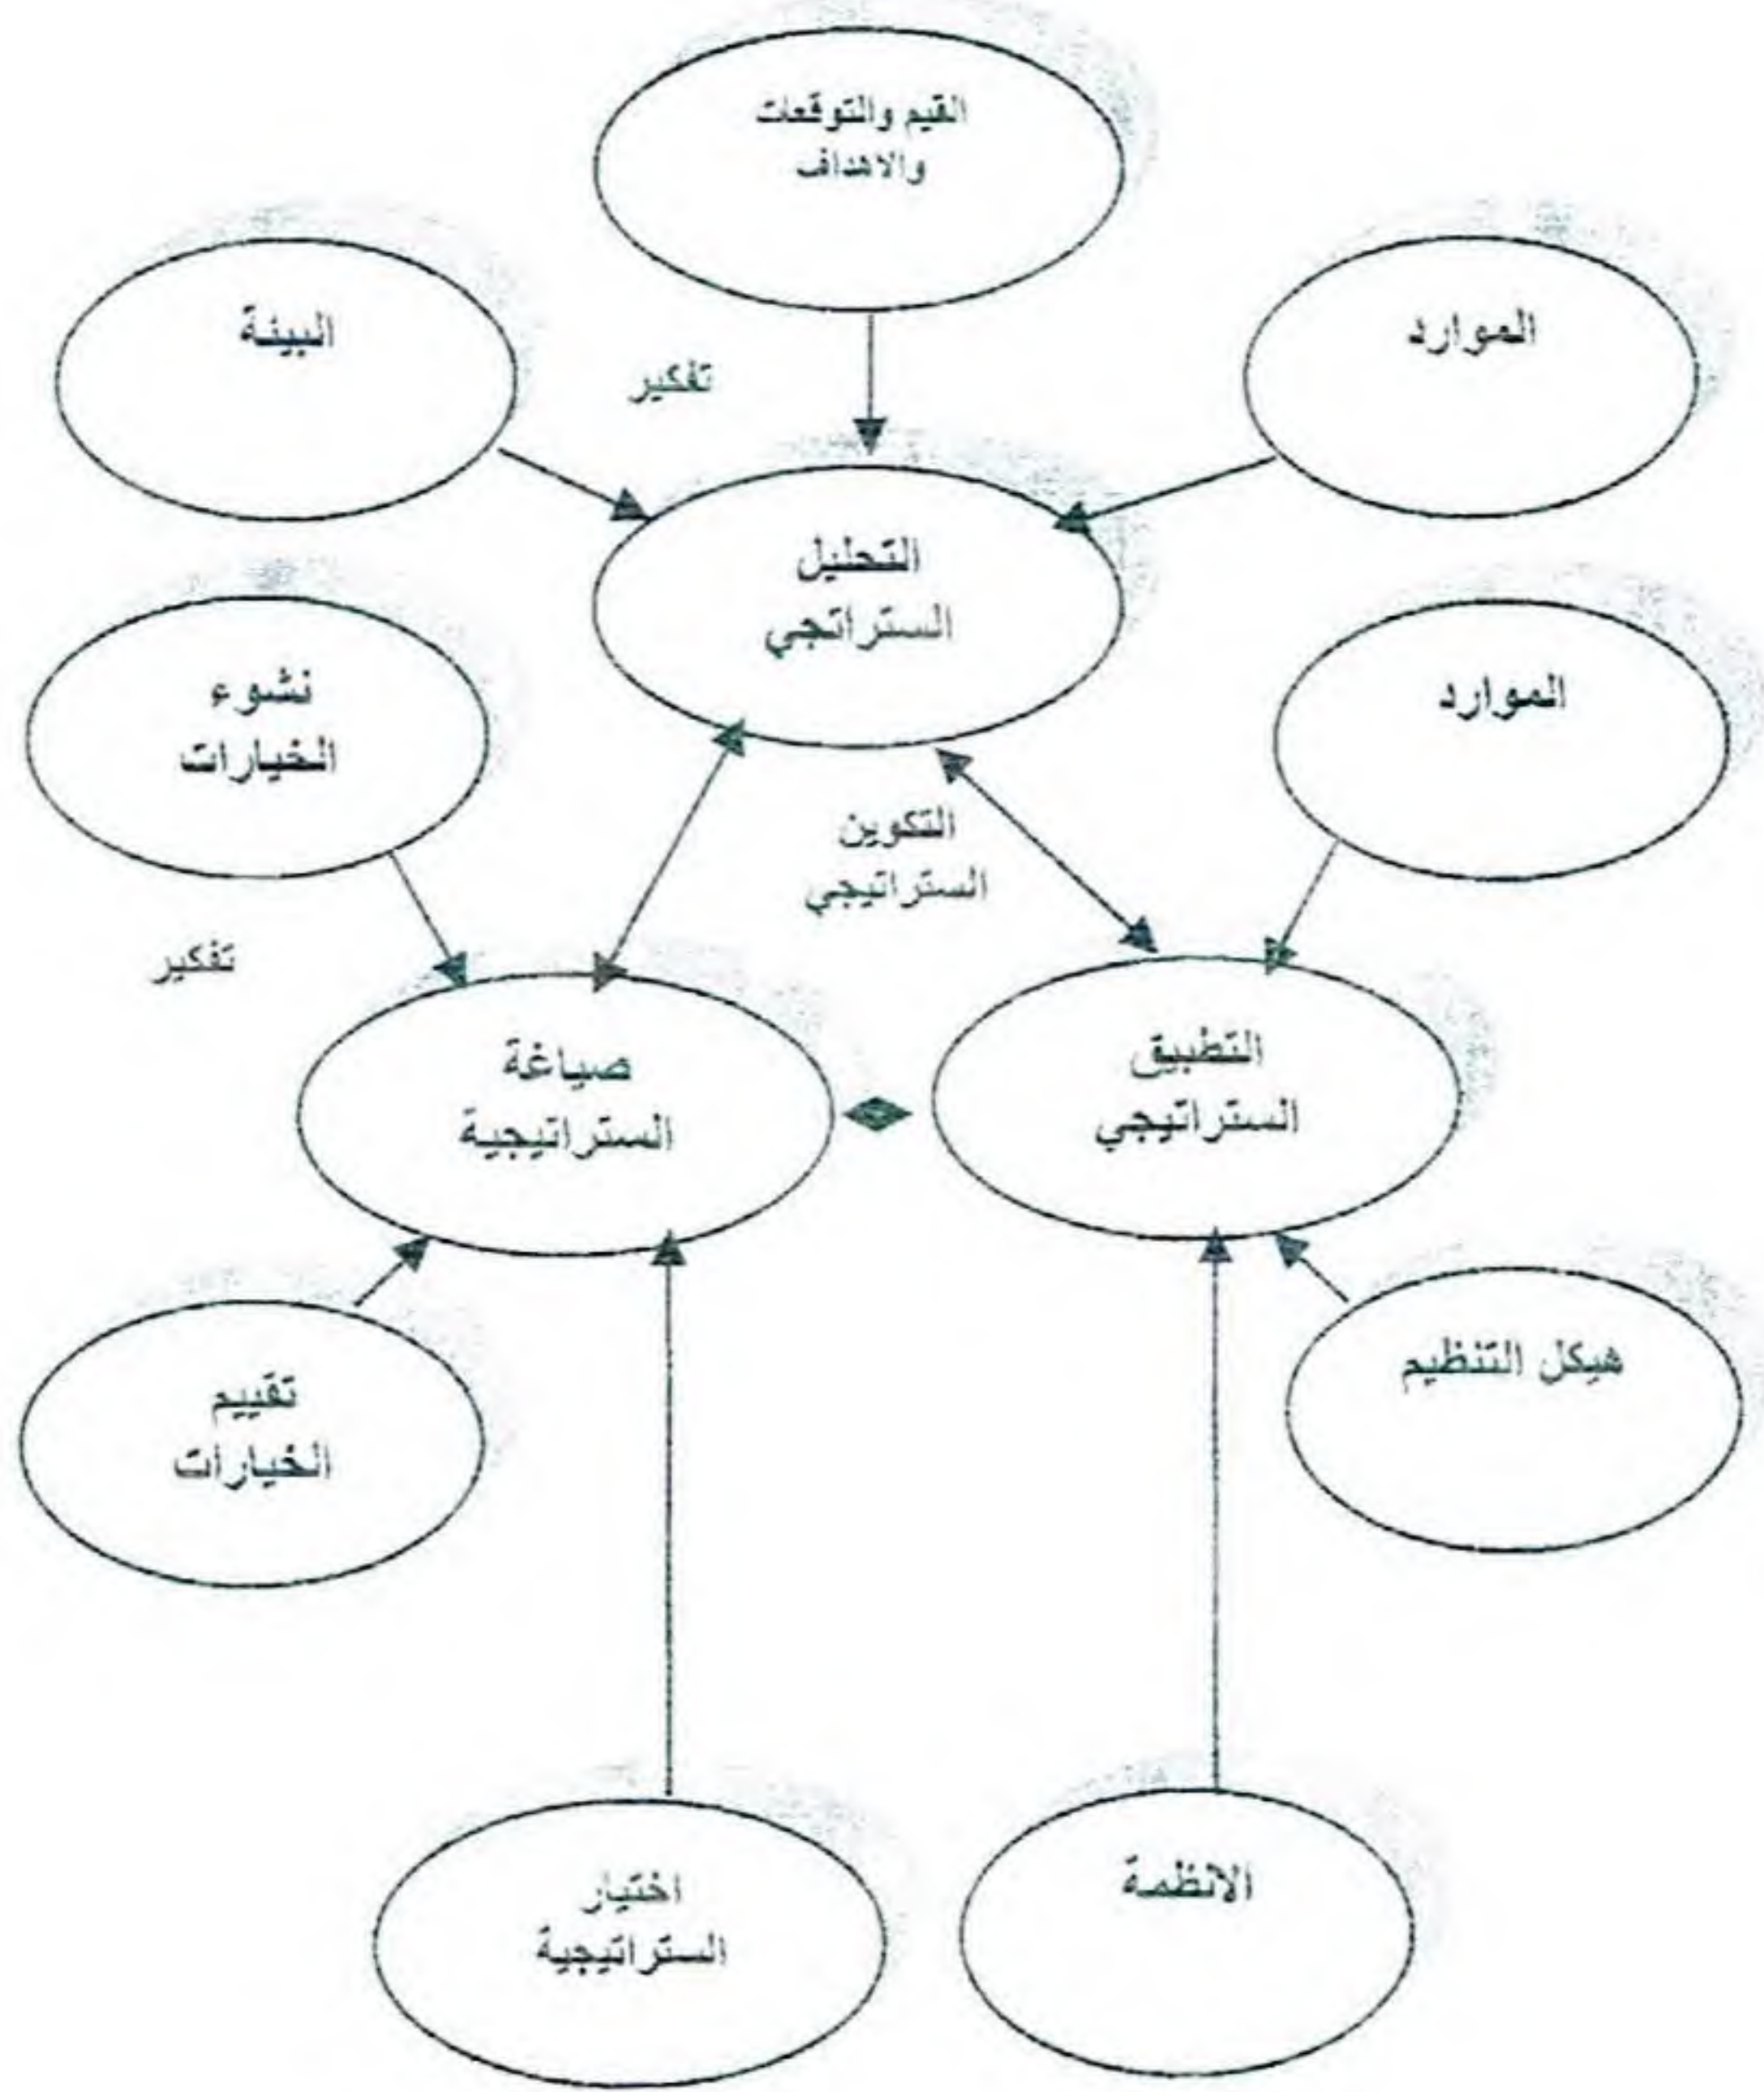 القيم والتوقعات
والاهداف
الموارد
البيئة
تفكير
التحليل
الستراتجي
الموارد
نشوء
الخيارات
التكوين
الستراتيجي
تفكير
التطبيق
الستراتيجي
صياغة
الستراتيجية
هيكل التنظيم
تقييم
الخيارات
الانظمة
اختيار
الستراتيجية